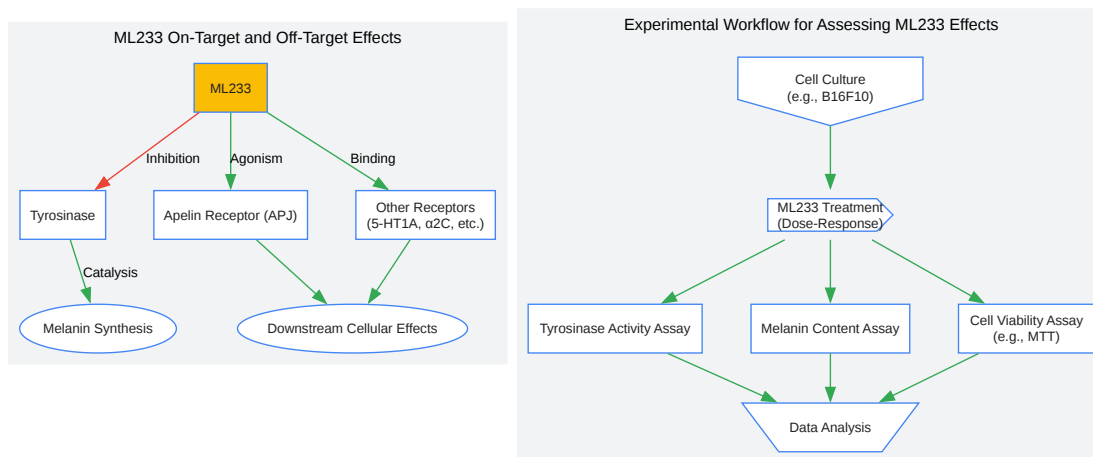 ML233 On-Target and Off-Target Effects
ML233
Inhibition
Agonism
Binding
Tyrosinase
Apelin Receptor (APJ)
Other Receptors
(5-HT1A, α2C, etc.)
Catalysis
Melanin Synthesis
Downstream Cellular Effects
Experimental Workflow for Assessing ML233 Effects
Cell Culture
(e.g., B16F10)
ML233 Treatment
(Dose-Response)
Tyrosinase Activity Assay
Melanin Content Assay
Cell Viability Assay
(e.g., MTT)
Data Analysis